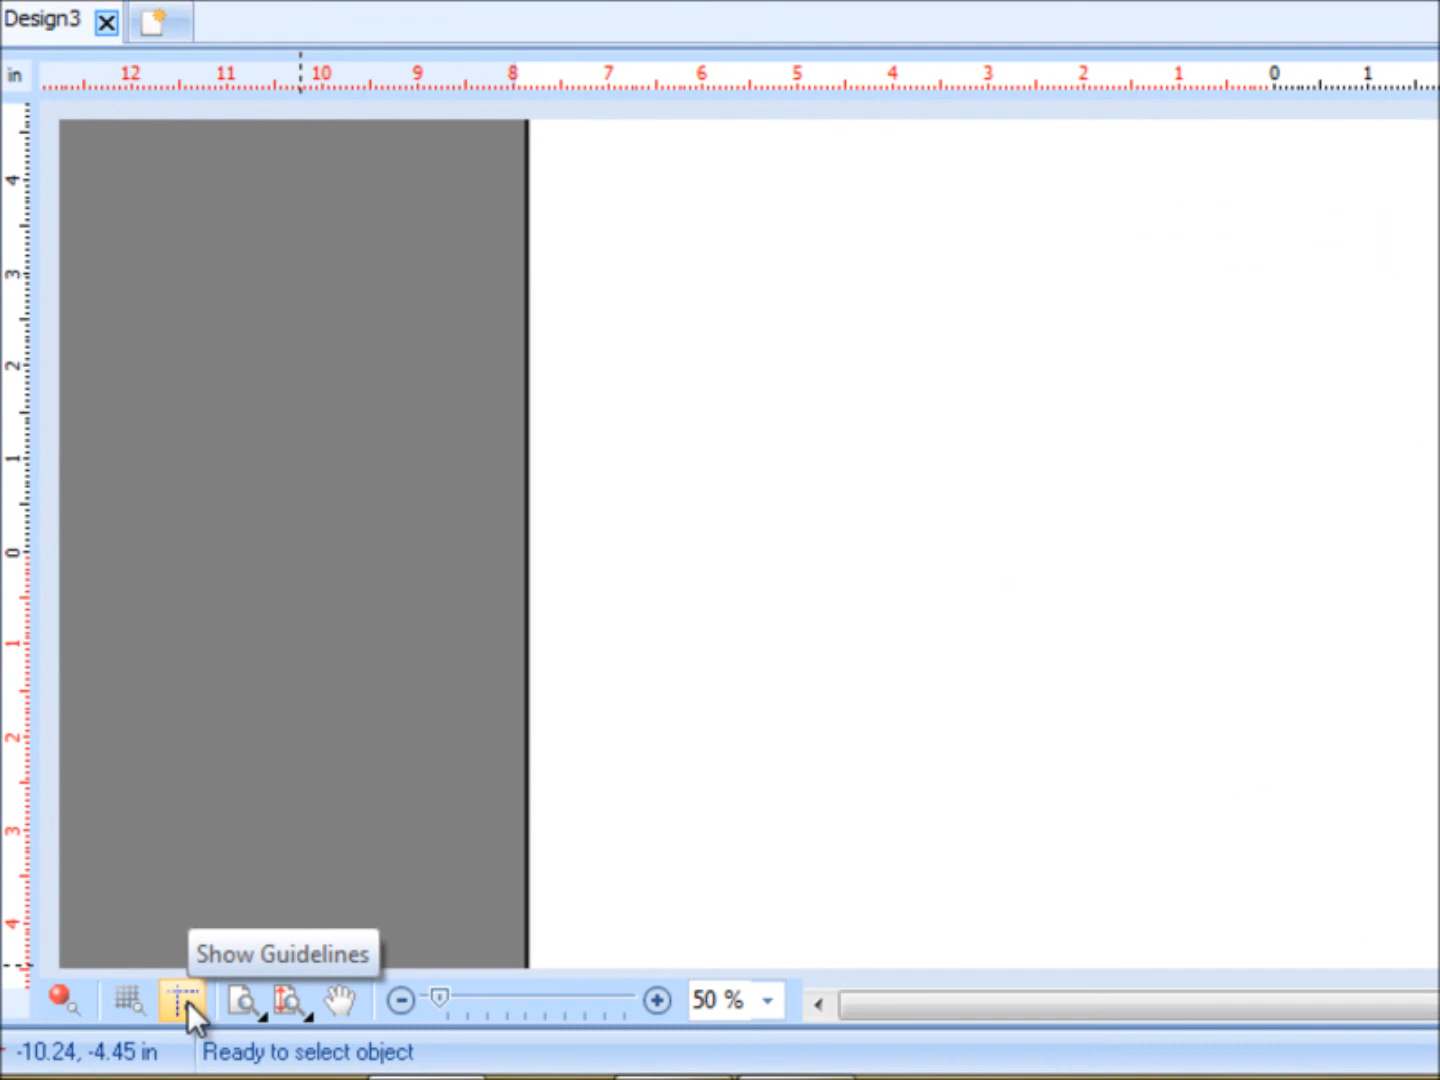 Design3
in
12 11 10 9 8 7 6 5 4 3 2 1 0 1
4
3
2
1
0
1
2
3
4
Show Guidelines
50 %
-10.24, -4.45 in Ready to select object